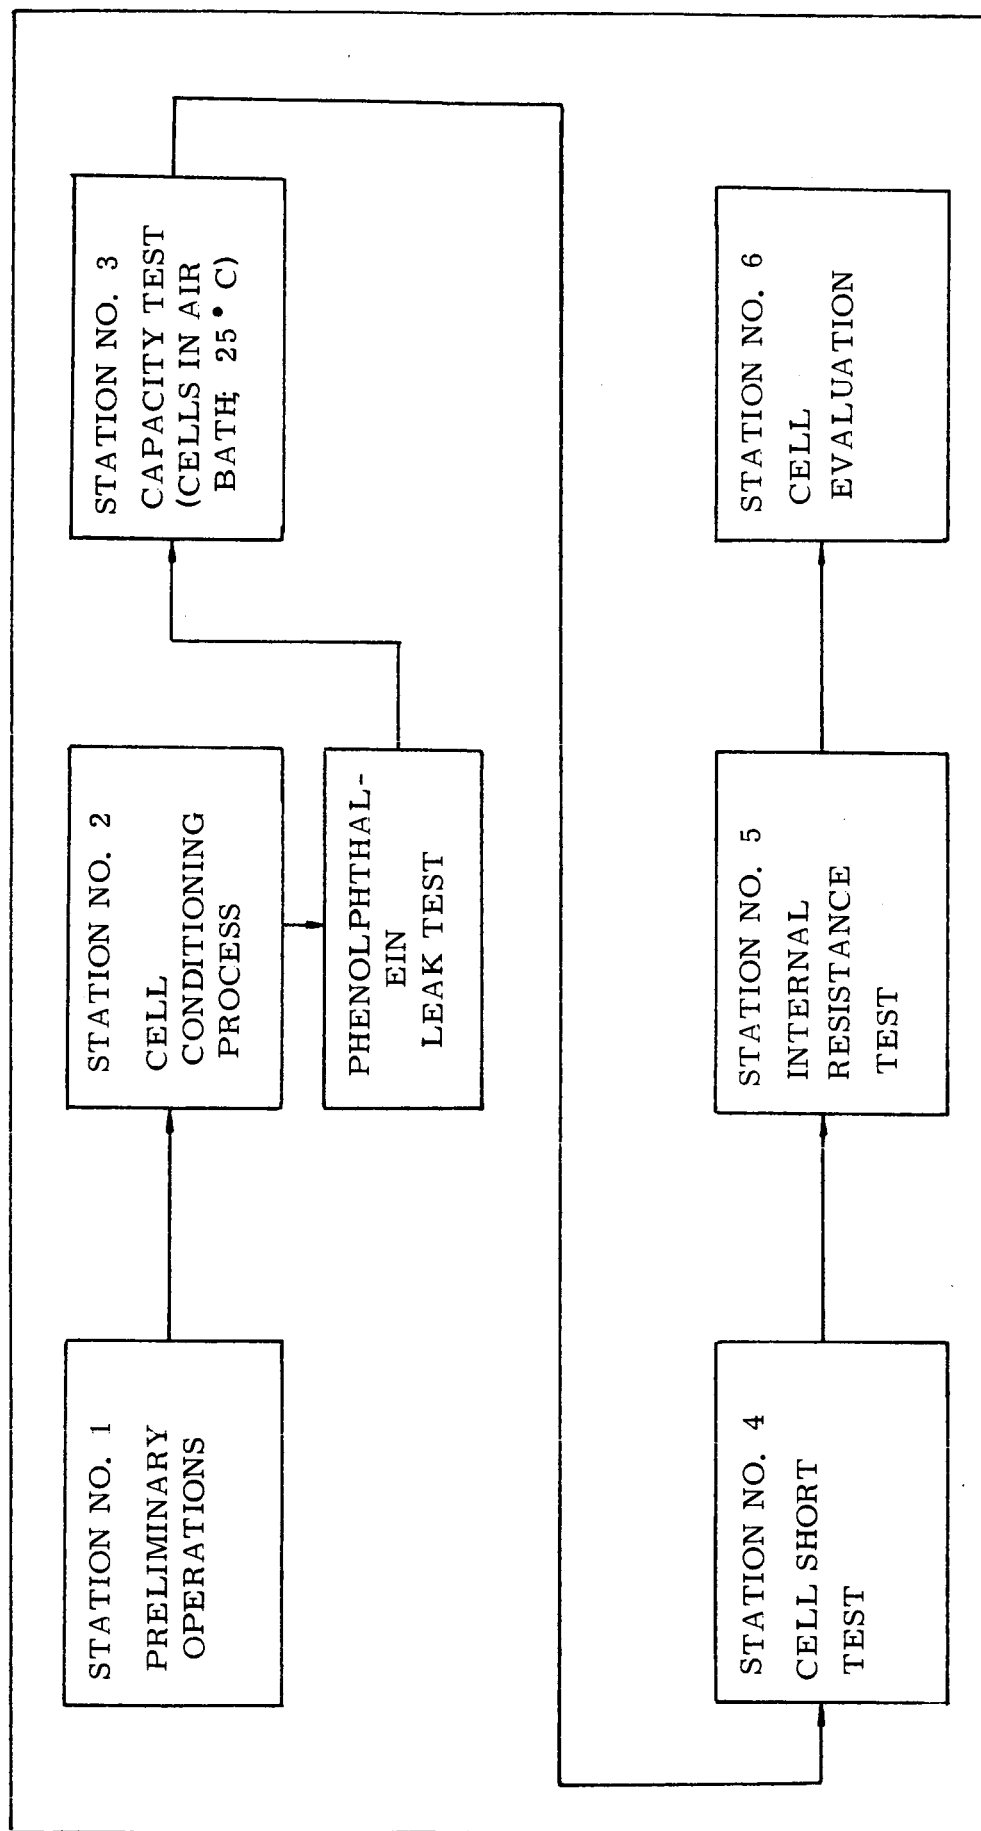 STATION NO. 1
PRELIMINARY
OPERATIONS
STATION NO. 2
CELL
CONDITIONING
PROCESS
PHENOLPHTHAL-
EIN
LEAK TEST
STATION NO. 3
CAPACITY TEST
(CELLS IN AIR
BATH; 25° C)
STATION NO. 4
CELL SHORT
TEST
STATION NO. 5
INTERNAL
RESISTANCE
TEST
STATION NO. 6
CELL
EVALUATION